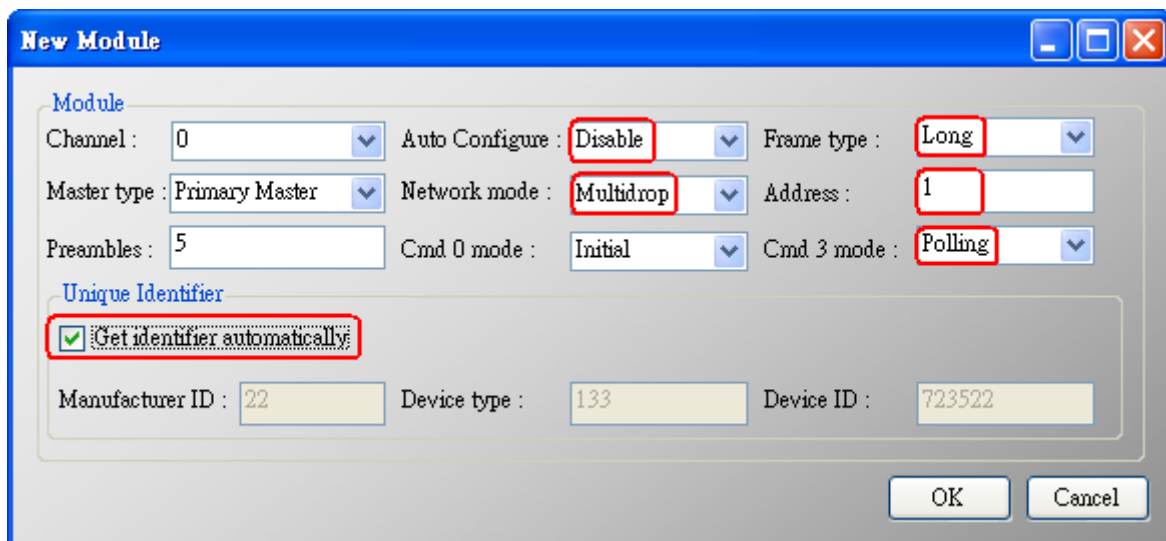 New Module
Module
Channel : 0 Auto Configure : Disable Frame type : Long
Master type : Primary Master Network mode : Multidrop Address : 1
Preambles : 5 Cmd 0 mode : Initial Cmd 3 mode : Polling
Unique Identifier
Get identifier automatically
Manufacturer ID : 22 Device type : 133 Device ID : 723522
OK Cancel